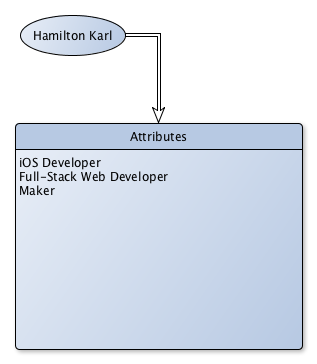 Hamilton Karl
Attributes
iOS Developer
Full-Stack Web Developer
Maker